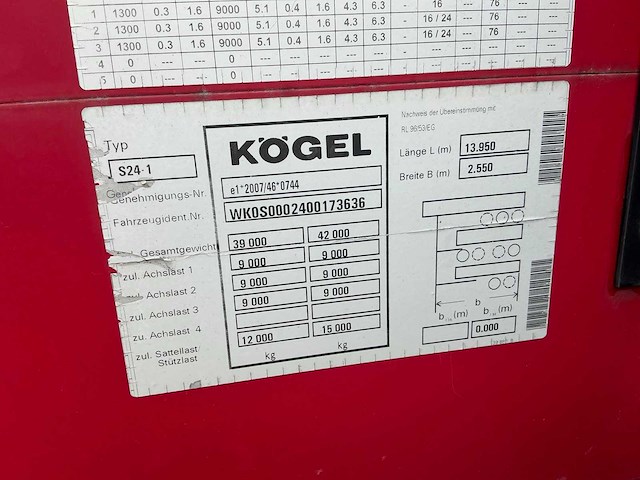 1 1300 0.3 1.6 9000 5.1 0.4 1.6 4.3 6.3 - 16 --- 76 ---
2 1300 0.3 1.6 9000 5.1 0.4 1.6 4.3 6.3 - 16 / 24 --- 76 ---
3 1300 0.3 1.6 9000 5.1 0.4 1.6 4.3 6.3 - 16 / 24 --- 76 ---
4 0 --- --- 0 --- --- --- --- --- - --- --- --- ---
5 0 --- --- 0 --- --- --- --- --- - --- --- --- ---
Typ
S24-1
KÖGEL
Nachweis der Übereinstimmung mit
RL 96/53/EG
Länge L (m) 13.950
Breite B (m) 2.550
Genehmigungs-Nr. e1*2007/46*0744
Fahrzeugident.Nr. WK0S0002400173636
Gesamtgewicht 39 000 42 000
zul. Achslast 1 9 000 9 000
zul. Achslast 2 9 000 9 000
zul. Achslast 3 9 000 9 000
zul. Achslast 4
zul. Sattellast/ 12 000 15 000
Stützlast kg kg
b b
b (m) b (m)
0.000